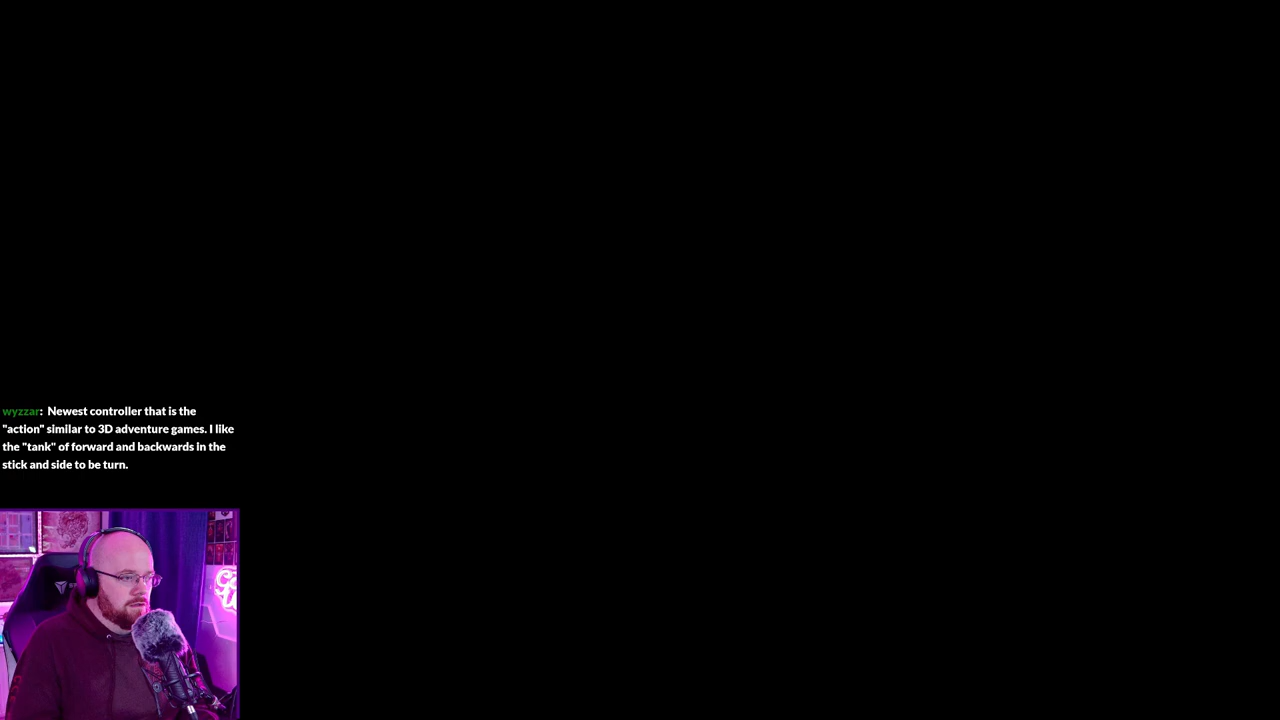 wyzzar: Newest controller that is the
"action" similar to 3D adventure games. I like
the "tank" of forward and backwards in the
stick and side to be turn.